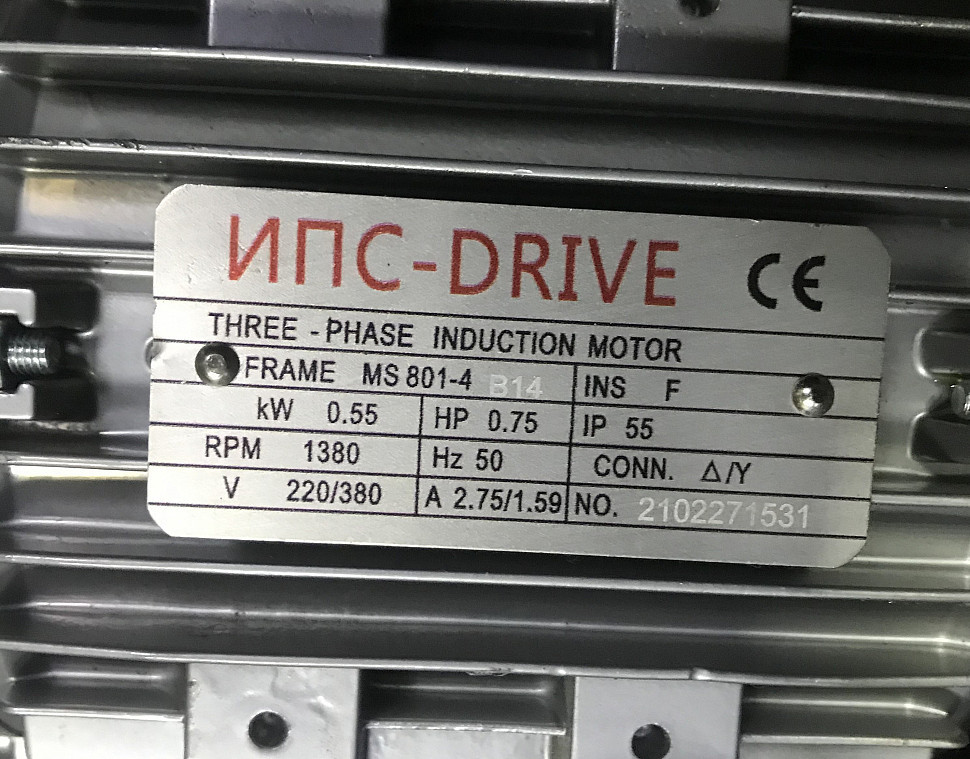 ИПС-DRIVE CE
THREE - PHASE INDUCTION MOTOR
FRAME MS 801-4 B14 INS F
kW 0.55 HP 0.75 IP 55
RPM 1380 Hz 50 CONN. Δ/Y
V 220/380 A 2.75/1.59 NO. 2102271531